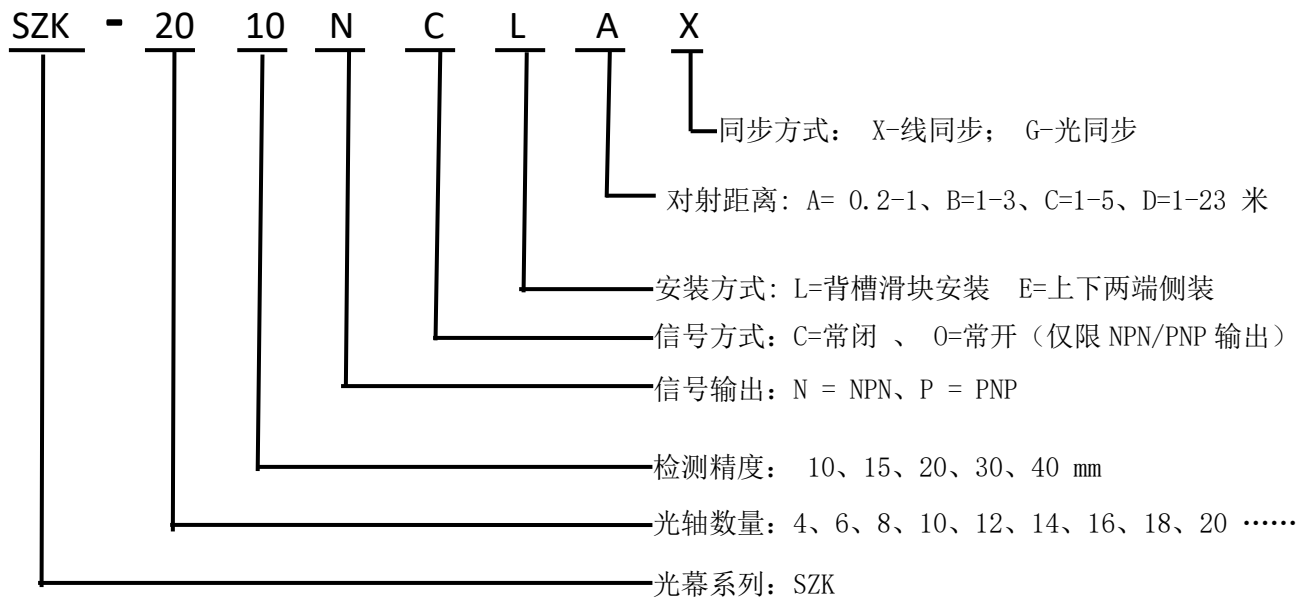 SZK - 20 10 N C L A X
同步方式: X-线同步; G-光同步
对射距离: A= 0.2-1、B=1-3、C=1-5、D=1-23 米
安装方式: L=背槽滑块安装 E=上下两端侧装
信号方式: C=常闭 、 O=常开（仅限 NPN/PNP 输出）
信号输出: N = NPN、P = PNP
检测精度: 10、15、20、30、40 mm
光轴数量: 4、6、8、10、12、14、16、18、20 ……
光幕系列: SZK